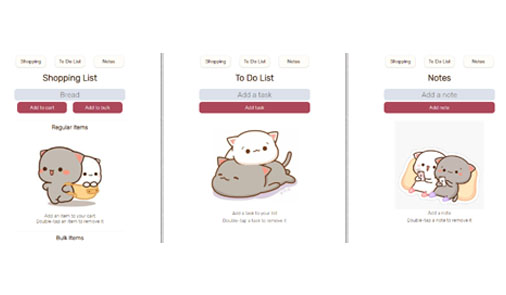 Shopping To Do List Notes
Shopping List
Bread
Add to cart Add to bulk
Regular Items
Add an item to your cart.
Double-tap an item to remove it.
Bulk Items
Shopping To Do List Notes
To Do List
Add a task
Add task
Add a task to your list
Double-tap a task to remove it.
Shopping To Do List Notes
Notes
Add a note
Add note
Add a note
Double-tap a note to remove it.